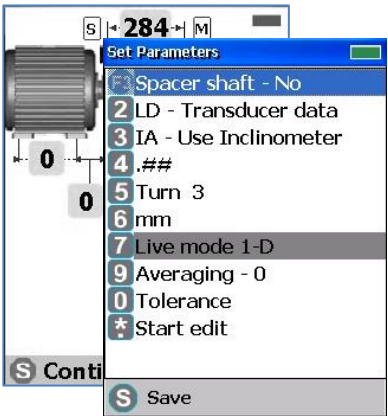 S 284 M
Set Parameters
F3 Spacer shaft - No
2 LD - Transducer data
3 IA - Use Inclinometer
4 .##
5 Turn 3
6 mm
7 Live mode 1-D
9 Averaging - 0
0 Tolerance
* Start edit
S Save
0
0
S Conti